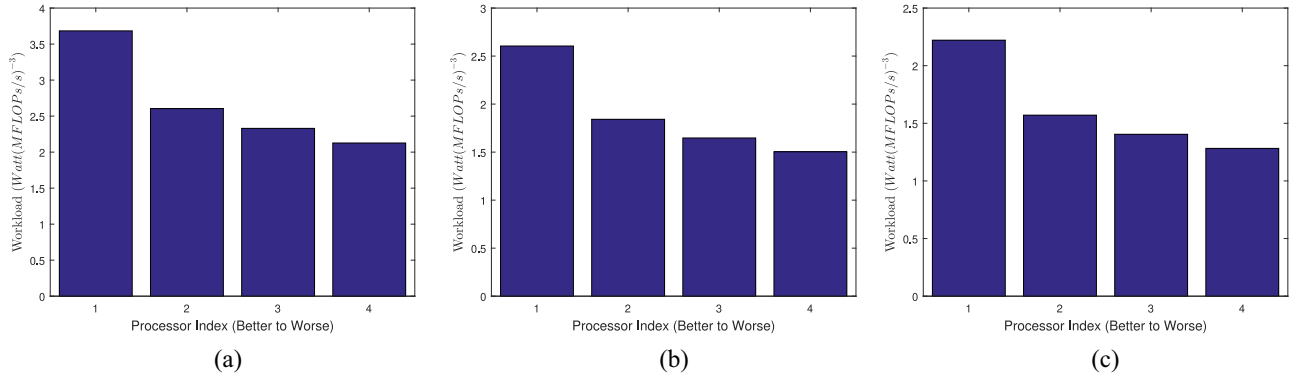 4
3.5
3
2.5
2
1.5
1
0.5
0
Workload (Watt(MFLOPs/s)^{-3})
1 2 3 4
Processor Index (Better to Worse)
(a)
3
2.5
2
1.5
1
0.5
0
Workload (Watt(MFLOPs/s)^{-3})
1 2 3 4
Processor Index (Better to Worse)
(b)
2.5
2
1.5
1
0.5
0
Workload (Watt(MFLOPs/s)^{-3})
1 2 3 4
Processor Index (Better to Worse)
(c)